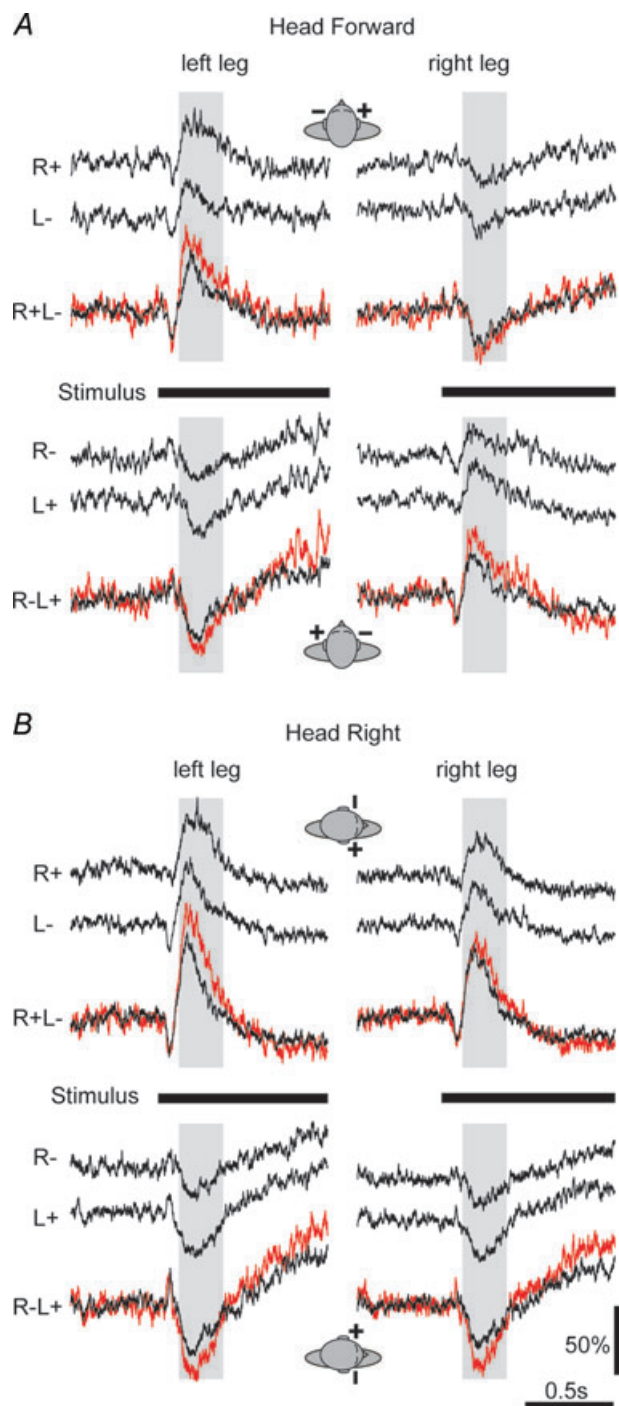 A Head Forward
left leg right leg
- +
R+
L-
R+L-
Stimulus
R-
L+
R-L+
+ -
B Head Right
left leg right leg
-
+
R+
L-
R+L-
Stimulus
R-
L+
R-L+
+
-
50%
0.5s